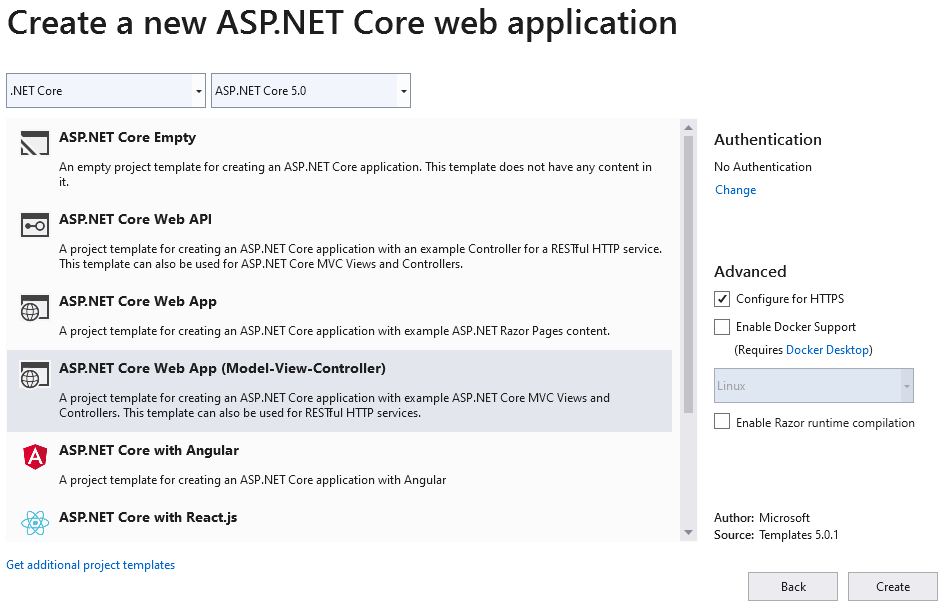 Create a new ASP.NET Core web application
.NET Core
ASP.NET Core 5.0
ASP.NET Core Empty
An empty project template for creating an ASP.NET Core application. This template does not have any content in
it.
ASP.NET Core Web API
A project template for creating an ASP.NET Core application with an example Controller for a RESTful HTTP service.
This template can also be used for ASP.NET Core MVC Views and Controllers.
ASP.NET Core Web App
A project template for creating an ASP.NET Core application with example ASP.NET Razor Pages content.
ASP.NET Core Web App (Model-View-Controller)
A project template for creating an ASP.NET Core application with example ASP.NET Core MVC Views and
Controllers. This template can also be used for RESTful HTTP services.
ASP.NET Core with Angular
A project template for creating an ASP.NET Core application with Angular
ASP.NET Core with React.js
Get additional project templates
Authentication
No Authentication
Change
Advanced
Configure for HTTPS
Enable Docker Support
(Requires Docker Desktop)
Linux
Enable Razor runtime compilation
Author: Microsoft
Source: Templates 5.0.1
Back
Create